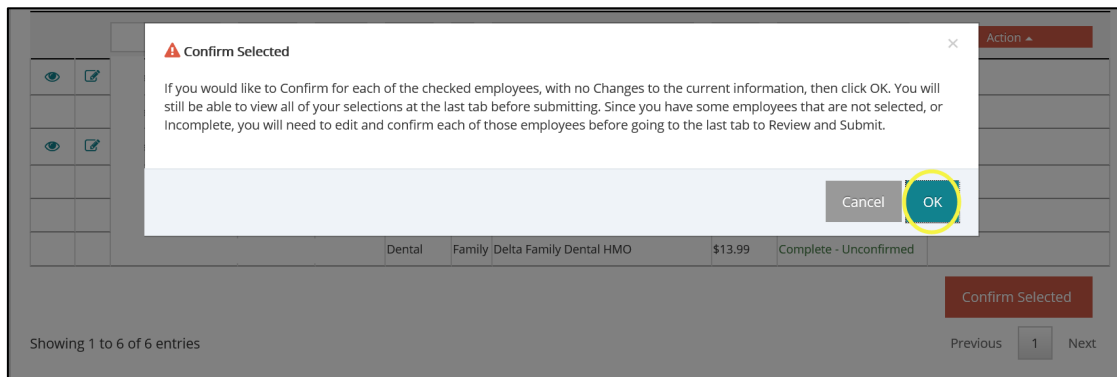 Action
Confirm Selected
×
If you would like to Confirm for each of the checked employees, with no Changes to the current information, then click OK. You will
still be able to view all of your selections at the last tab before submitting. Since you have some employees that are not selected, or
Incomplete, you will need to edit and confirm each of those employees before going to the last tab to Review and Submit.
Cancel OK
Dental Family Delta Family Dental HMO $13.99 Complete - Unconfirmed
Confirm Selected
Showing 1 to 6 of 6 entries
Previous 1 Next